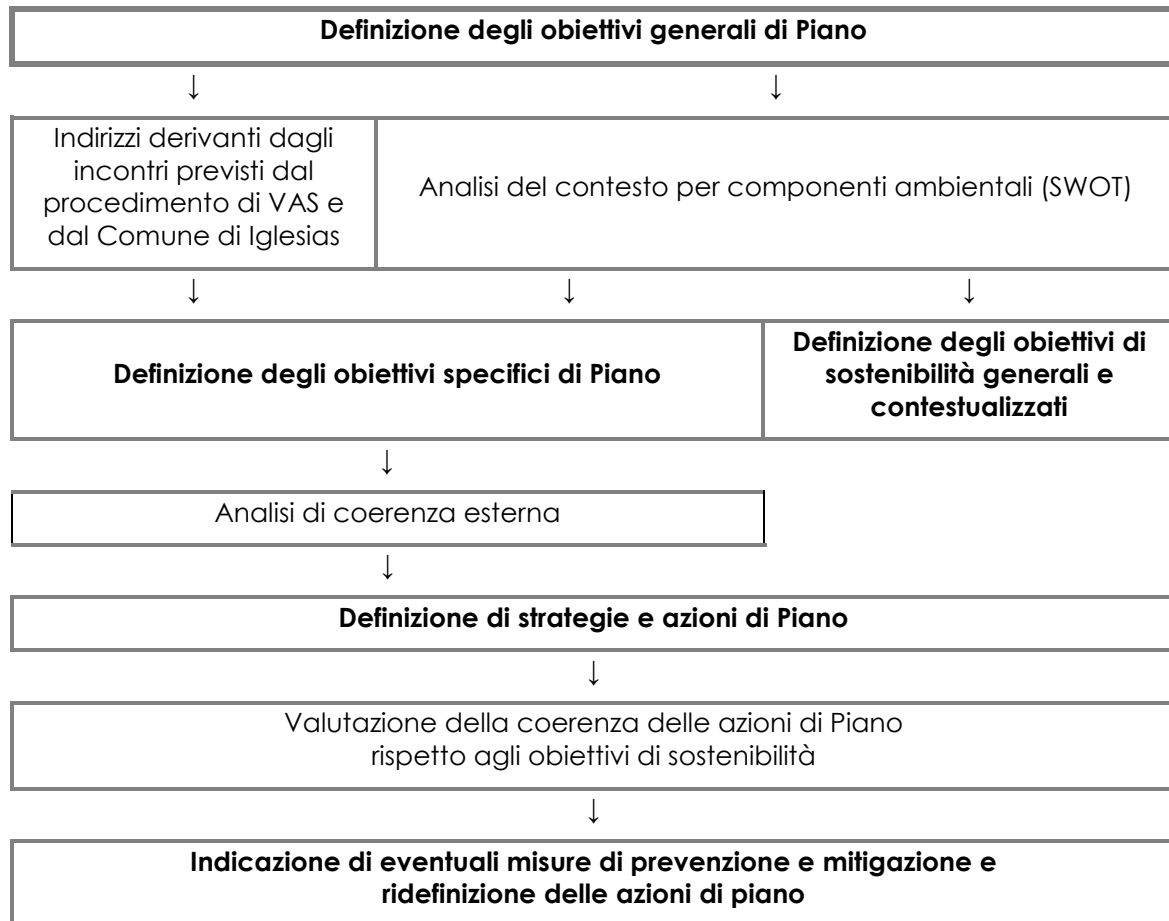 Definizione degli obiettivi generali di Piano
↓ ↓
Indirizzi derivanti dagli
incontri previsti dal
procedimento di VAS e
dal Comune di Iglesias
Analisi del contesto per componenti ambientali (SWOT)
↓ ↓ ↓
Definizione degli obiettivi specifici di Piano
Definizione degli obiettivi di
sostenibilità generali e
contestualizzati
↓
Analisi di coerenza esterna
↓
Definizione di strategie e azioni di Piano
↓
Valutazione della coerenza delle azioni di Piano
rispetto agli obiettivi di sostenibilità
↓
Indicazione di eventuali misure di prevenzione e mitigazione e
ridefinizione delle azioni di piano